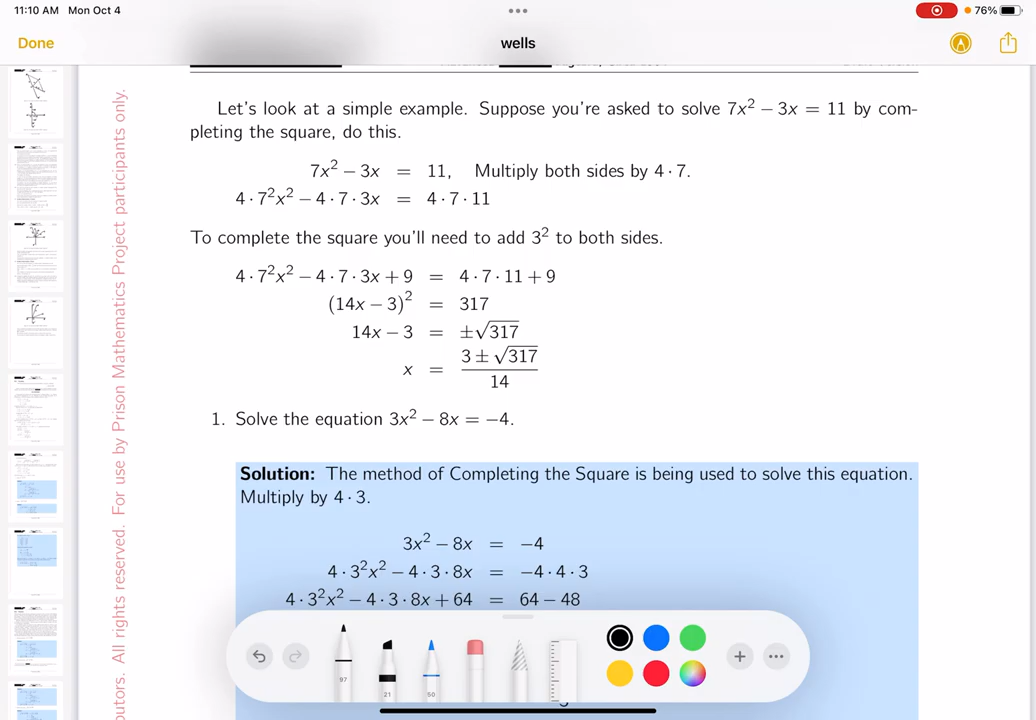 11:10 AM Mon Oct 4
76%
Done
wells
Let's look at a simple example. Suppose you're asked to solve 7x² − 3x = 11 by com-
pleting the square, do this.
7x² − 3x = 11, Multiply both sides by 4 · 7.
4 · 7²x² − 4 · 7 · 3x = 4 · 7 · 11
To complete the square you'll need to add 3² to both sides.
4 · 7²x² − 4 · 7 · 3x + 9 = 4 · 7 · 11 + 9
(14x − 3)² = 317
14x − 3 = ±√317
x = (3 ± √317)/14
1. Solve the equation 3x² − 8x = −4.
Solution: The method of Completing the Square is being used to solve this equation.
Multiply by 4 · 3.
3x² − 8x = −4
4 · 3²x² − 4 · 3 · 8x = −4 · 4 · 3
4 · 3²x² − 4 · 3 · 8x + 64 = 64 − 48
97
21
50
utors. All rights reserved. For use by Prison Mathematics Project participants only.